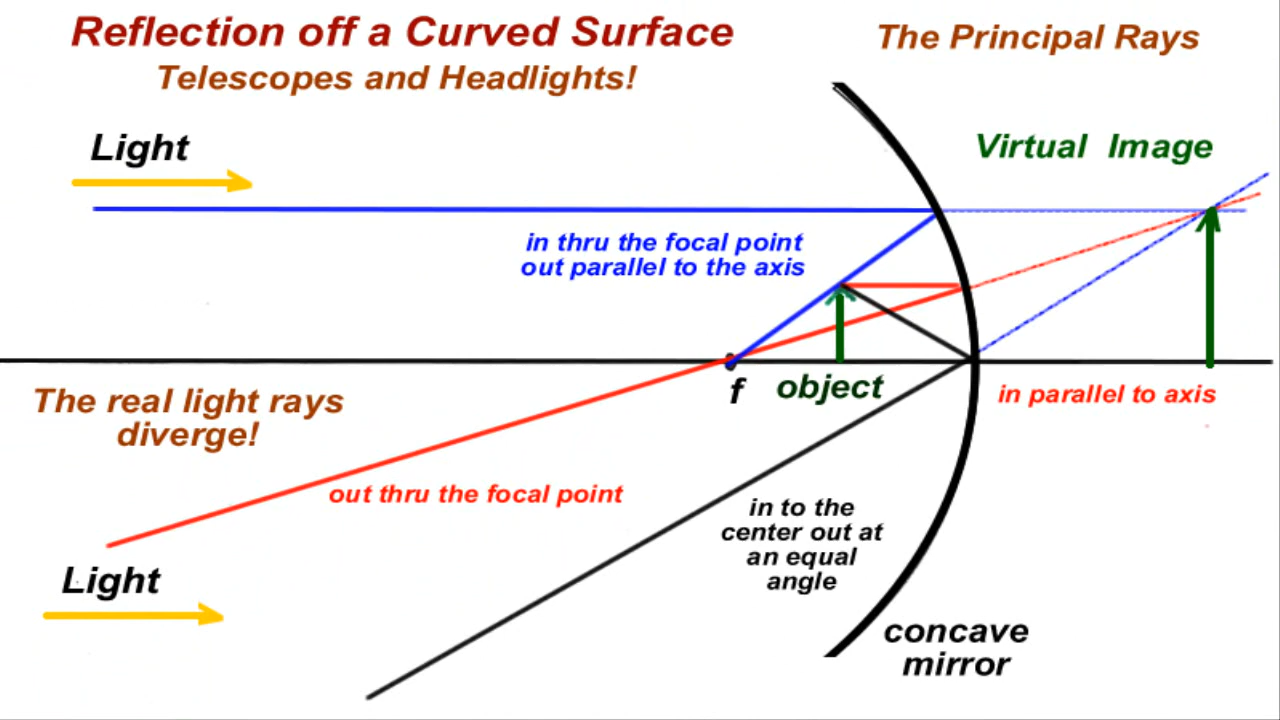 Reflection off a Curved Surface
Telescopes and Headlights!
The Principal Rays
Light
Virtual Image
in thru the focal point
out parallel to the axis
f
object
The real light rays
diverge!
in parallel to axis
out thru the focal point
in to the
center out at
an equal
angle
Light
concave
mirror